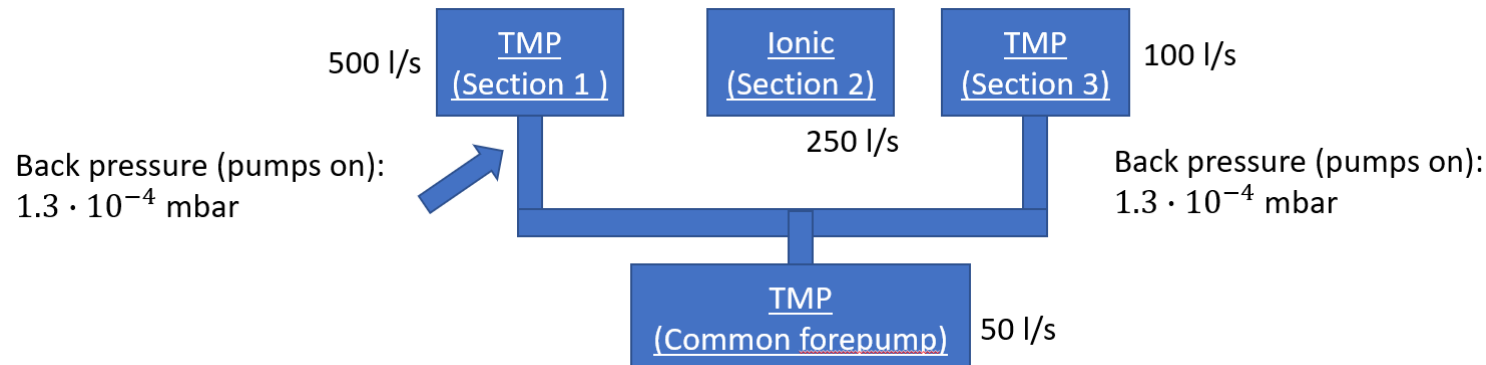 500 l/s
TMP
(Section 1 )
Ionic
(Section 2)
250 l/s
TMP
(Section 3)
100 l/s
Back pressure (pumps on):
1.3 · 10⁻⁴ mbar
Back pressure (pumps on):
1.3 · 10⁻⁴ mbar
TMP
(Common forepump)
50 l/s